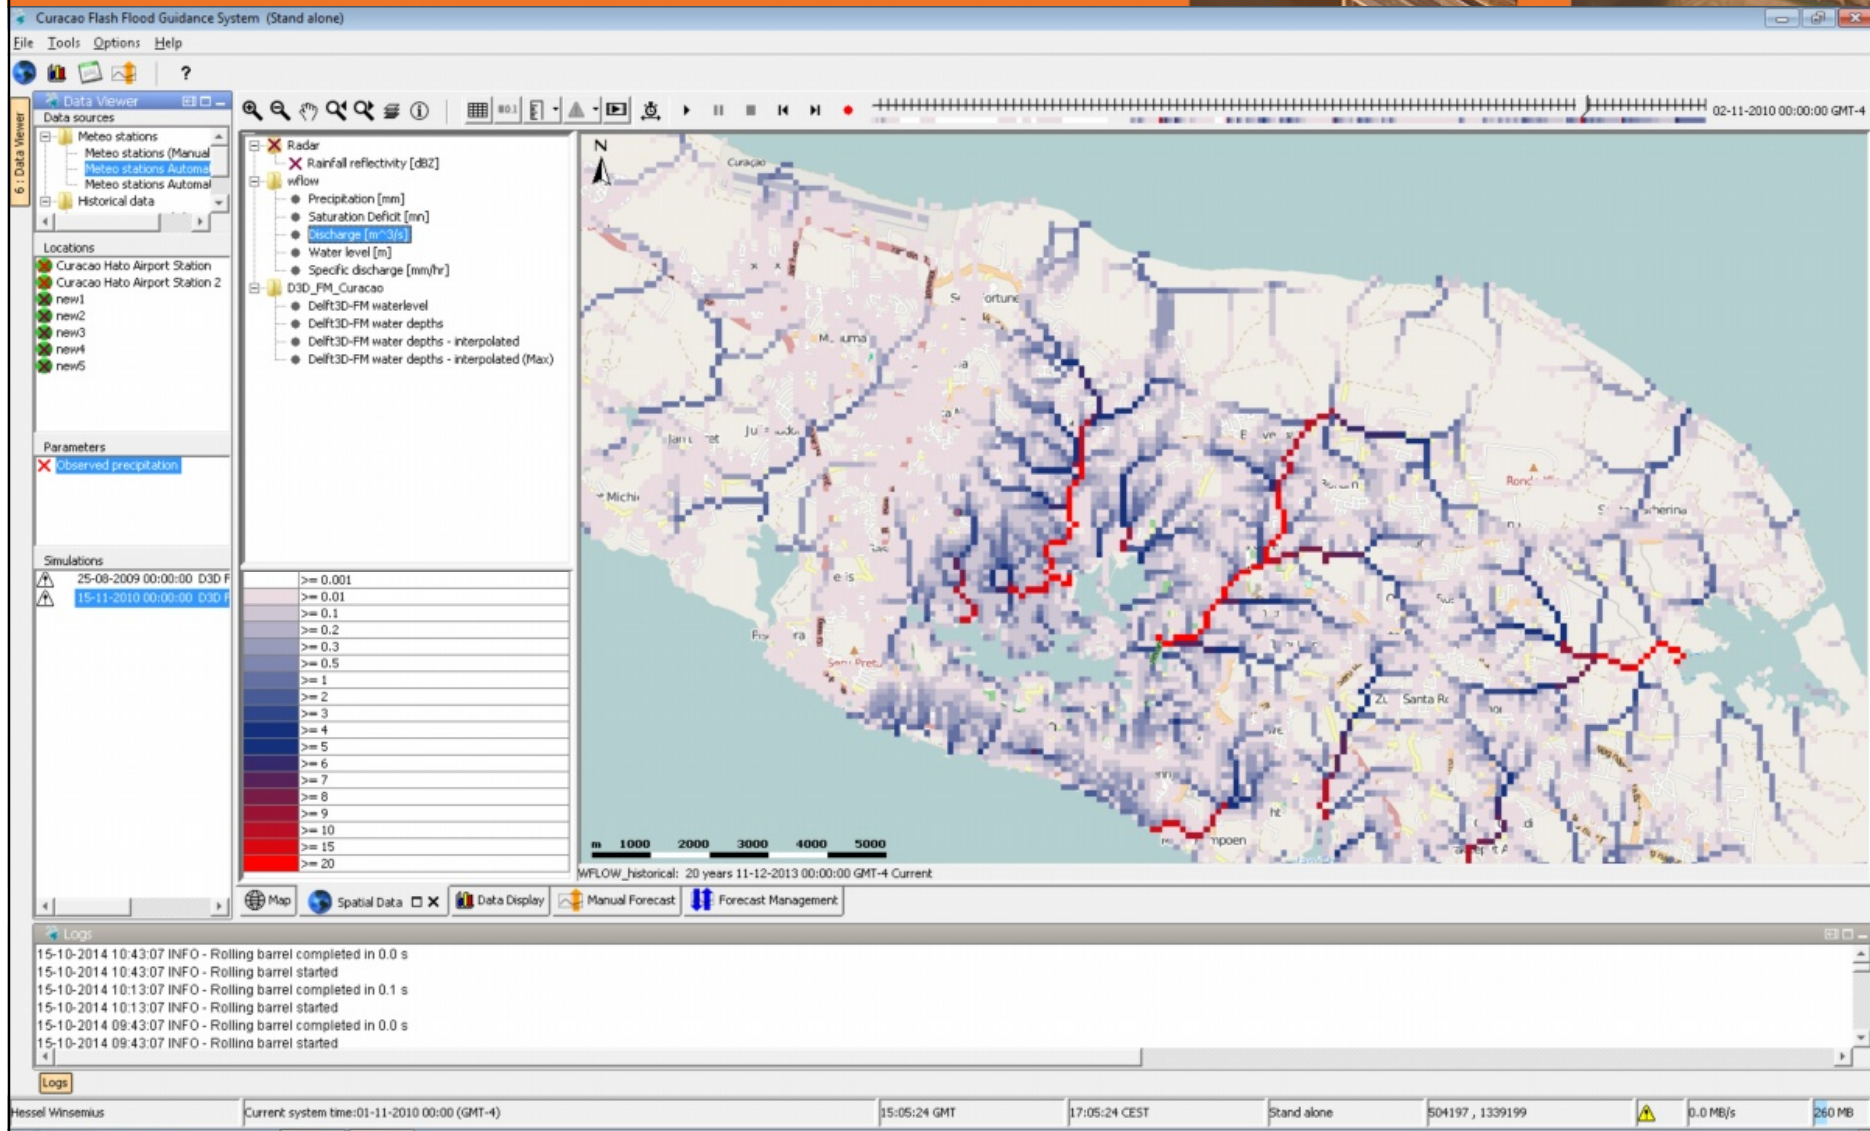 Curacao Flash Flood Guidance System (Stand alone)
File Tools Options Help
?
6 : Data Viewer
Data Viewer
Data sources
Meteo stations
Meteo stations (Manual
Meteo stations Automa
Meteo stations Automa
Historical data
Locations
Curacao Hato Airport Station
Curacao Hato Airport Station 2
new1
new2
new3
new4
new5
Parameters
Observed precipitation
Simulations
25-08-2009 00:00:00 D3D F
15-11-2010 00:00:00 D3D F
02-11-2010 00:00:00 GMT-4
Radar
Rainfall reflectivity [dBZ]
wflow
Precipitation [mm]
Saturation Deficit [mn]
Discharge [m^3/s]
Water level [m]
Specific discharge [mm/hr]
D3D_FM_Curacao
Delft3D-FM waterlevel
Delft3D-FM water depths
Delft3D-FM water depths - interpolated
Delft3D-FM water depths - interpolated (Max)
>= 0.001
>= 0.01
>= 0.1
>= 0.2
>= 0.3
>= 0.5
>= 1
>= 2
>= 3
>= 4
>= 5
>= 6
>= 7
>= 8
>= 9
>= 10
>= 15
>= 20
N
Curaçao
Santa Ro
m 1000 2000 3000 4000 5000
WFLOW_historical: 20 years 11-12-2013 00:00:00 GMT-4 Current
Map Spatial Data Data Display Manual Forecast Forecast Management
Logs
15-10-2014 10:43:07 INFO - Rolling barrel completed in 0.0 s
15-10-2014 10:43:07 INFO - Rolling barrel started
15-10-2014 10:13:07 INFO - Rolling barrel completed in 0.1 s
15-10-2014 10:13:07 INFO - Rolling barrel started
15-10-2014 09:43:07 INFO - Rolling barrel completed in 0.0 s
15-10-2014 09:43:07 INFO - Rolling barrel started
Logs
Hessel Winsemius Current system time:01-11-2010 00:00 (GMT-4) 15:05:24 GMT 17:05:24 CEST Stand alone 504197 , 1339199 0.0 MB/s 260 MB